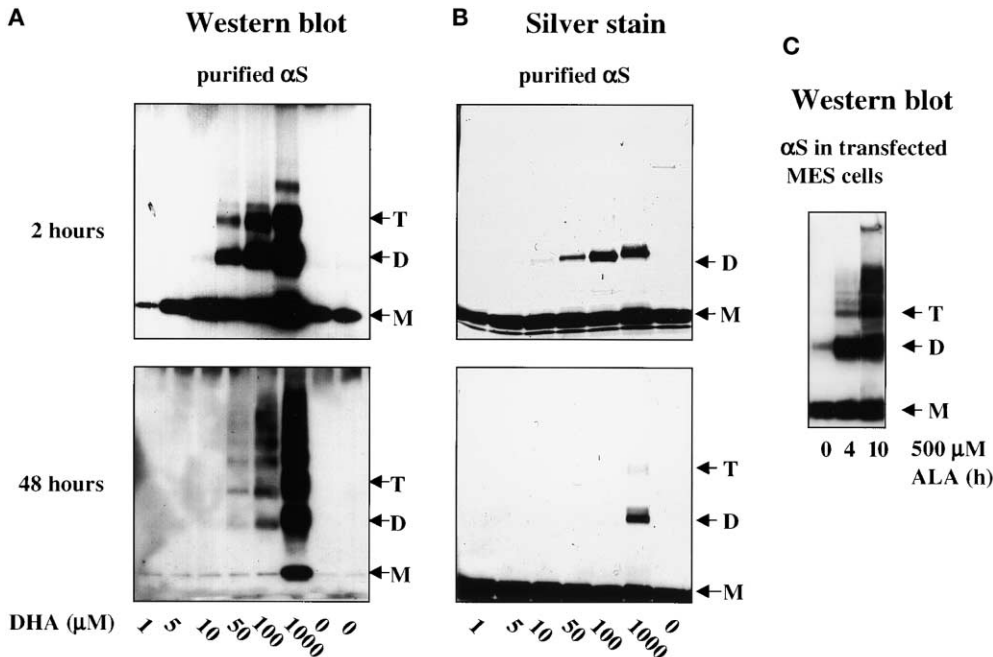 A
Western blot
purified αS
2 hours
T
D
M
48 hours
T
D
M
DHA (μM)
1 5 10 50 100 1000 0 0
B
Silver stain
purified αS
D
M
T
D
M
1 5 10 50 100 1000 0
C
Western blot
αS in transfected
MES cells
T
D
M
0 4 10 500 μM
ALA (h)